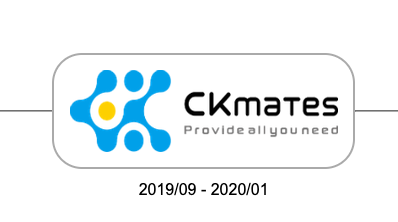 CKmates
Provide all you need
2019/09 - 2020/01